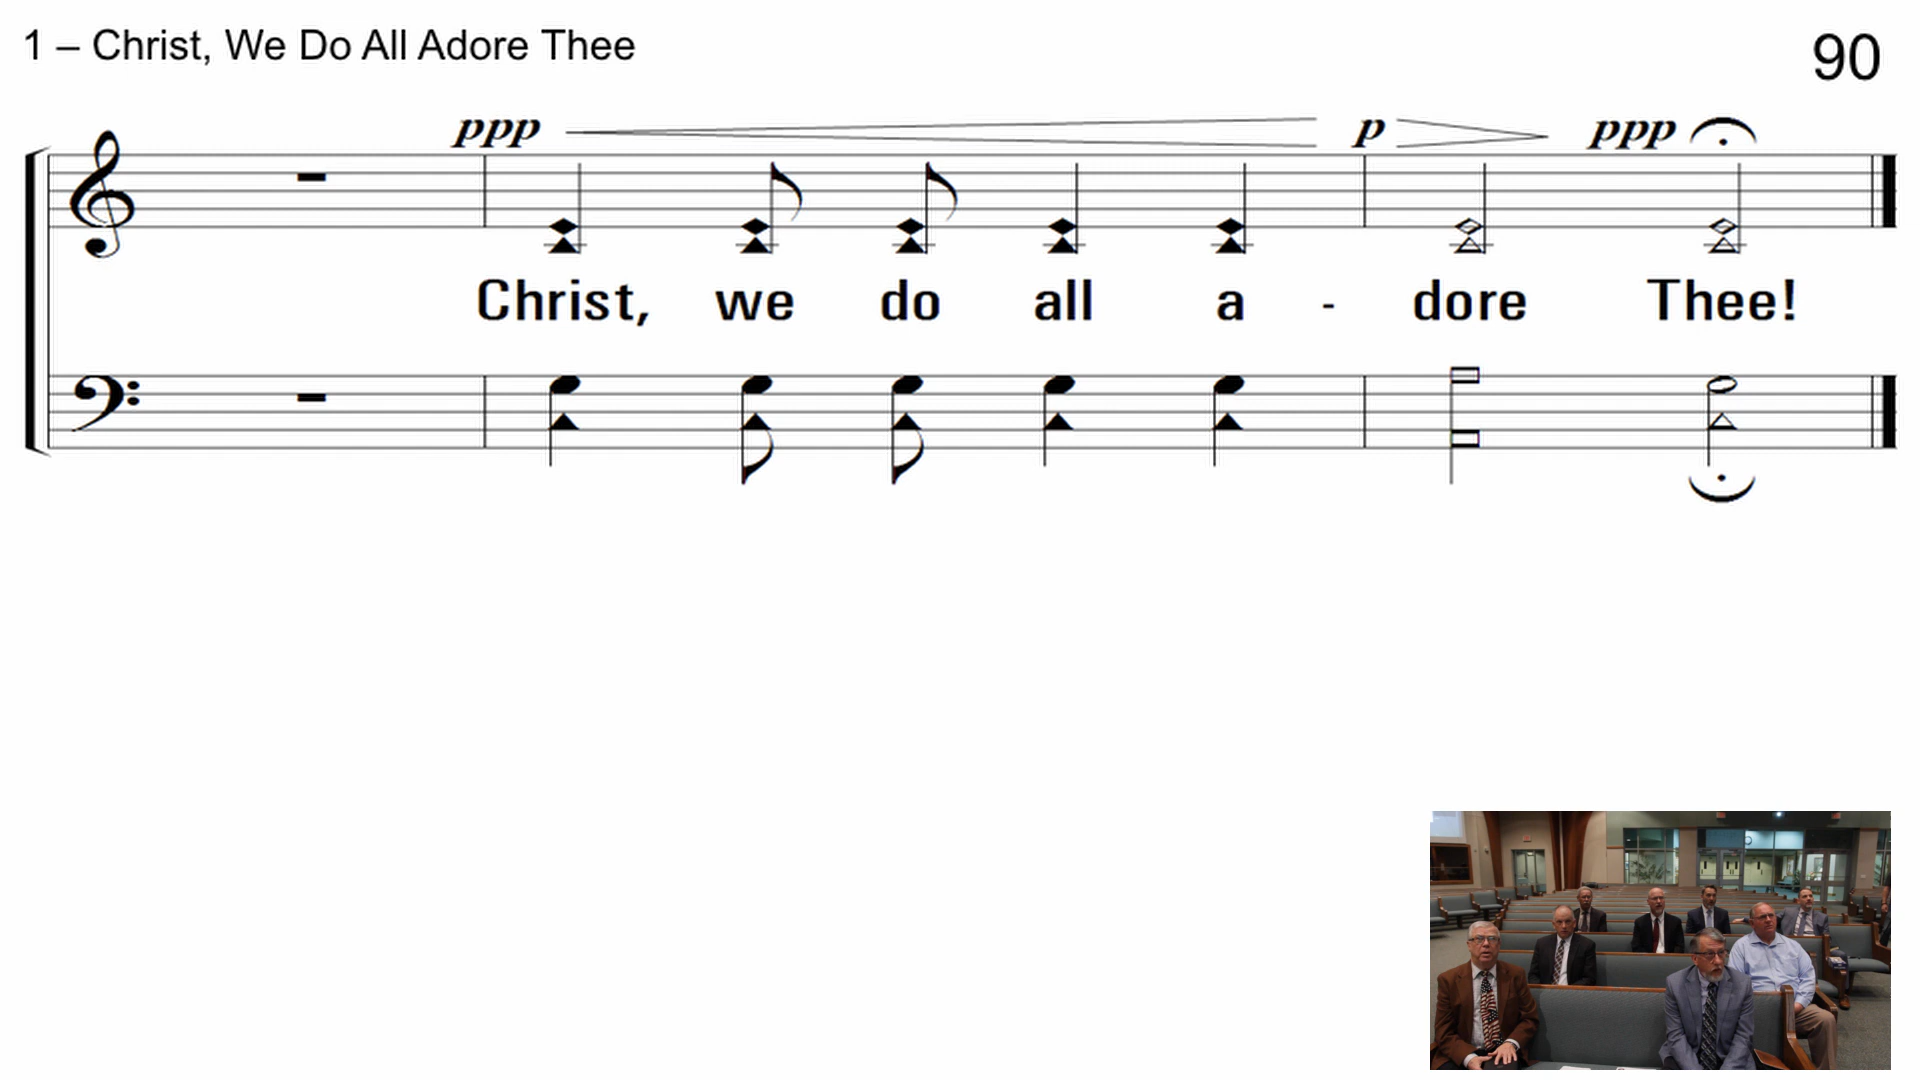 1 – Christ, We Do All Adore Thee
90
ppp p ppp
Christ, we do all a - dore Thee!